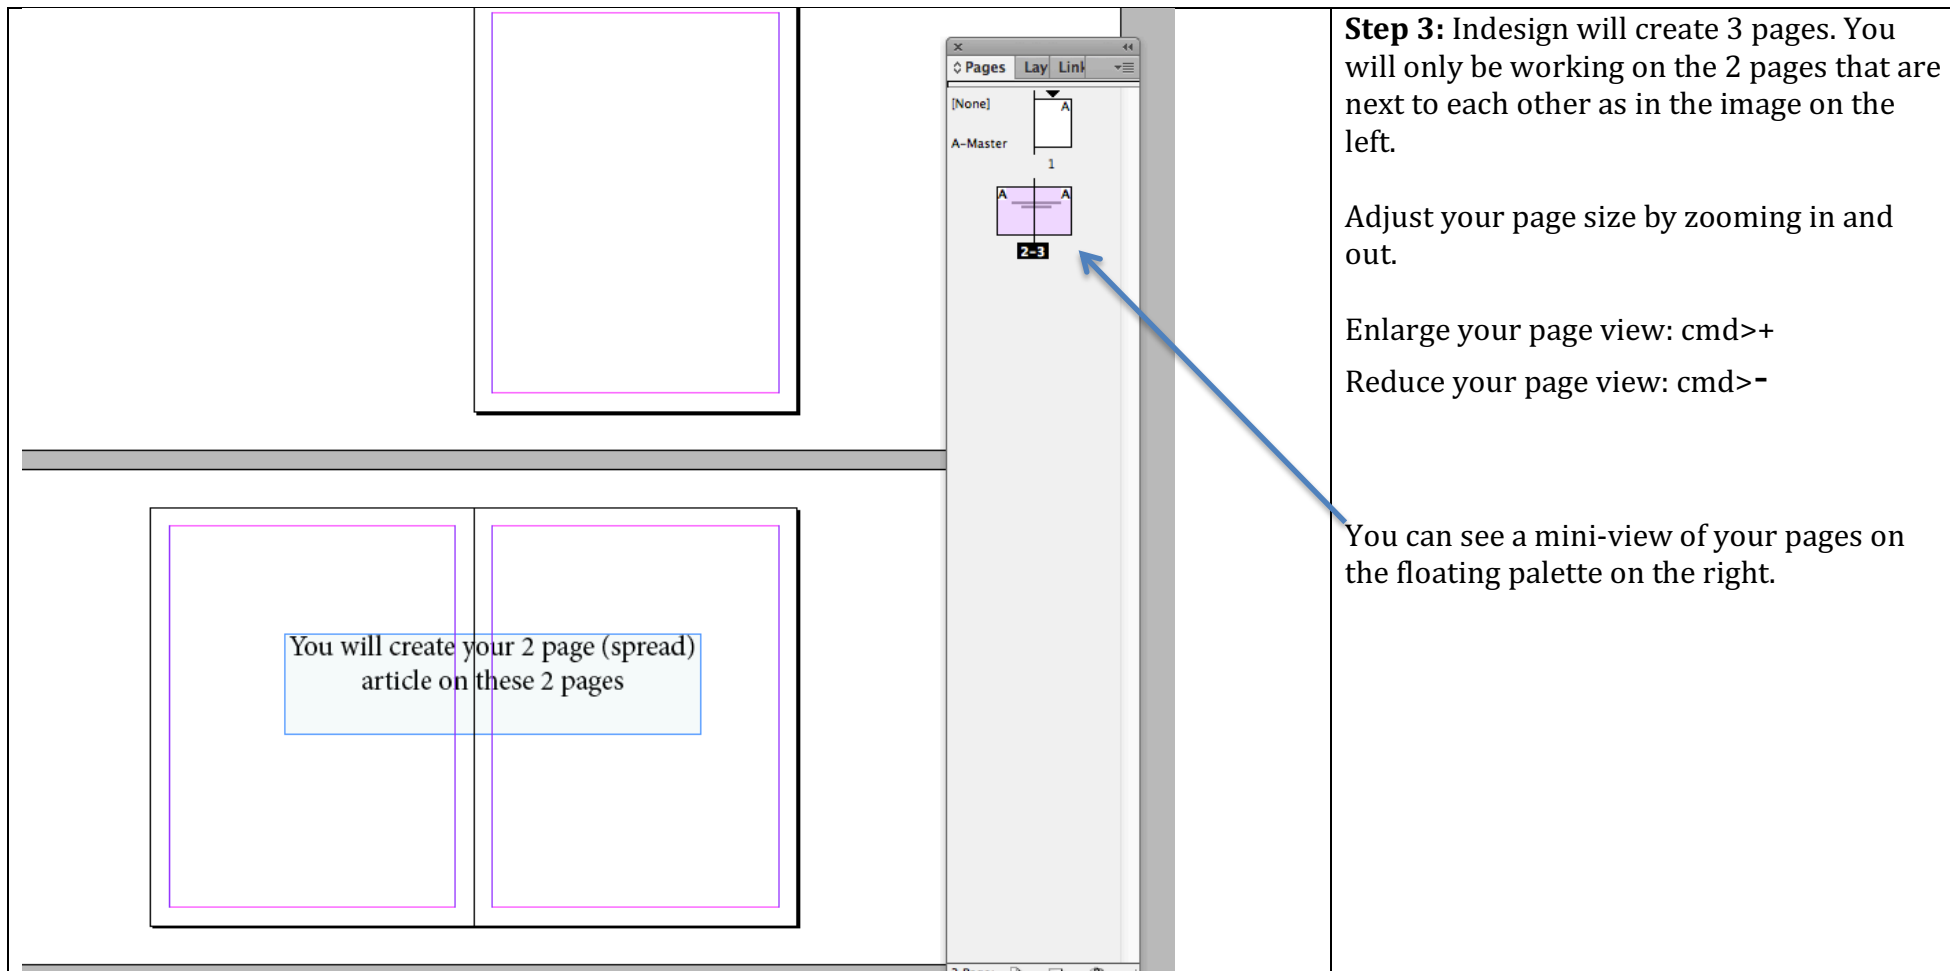 Pages Lay Link
[None]
A
A-Master
1
A A
2-3
You will create your 2 page (spread)
article on these 2 pages
Step 3: Indesign will create 3 pages. You
will only be working on the 2 pages that are
next to each other as in the image on the
left.
Adjust your page size by zooming in and
out.
Enlarge your page view: cmd>+
Reduce your page view: cmd>-
You can see a mini-view of your pages on
the floating palette on the right.